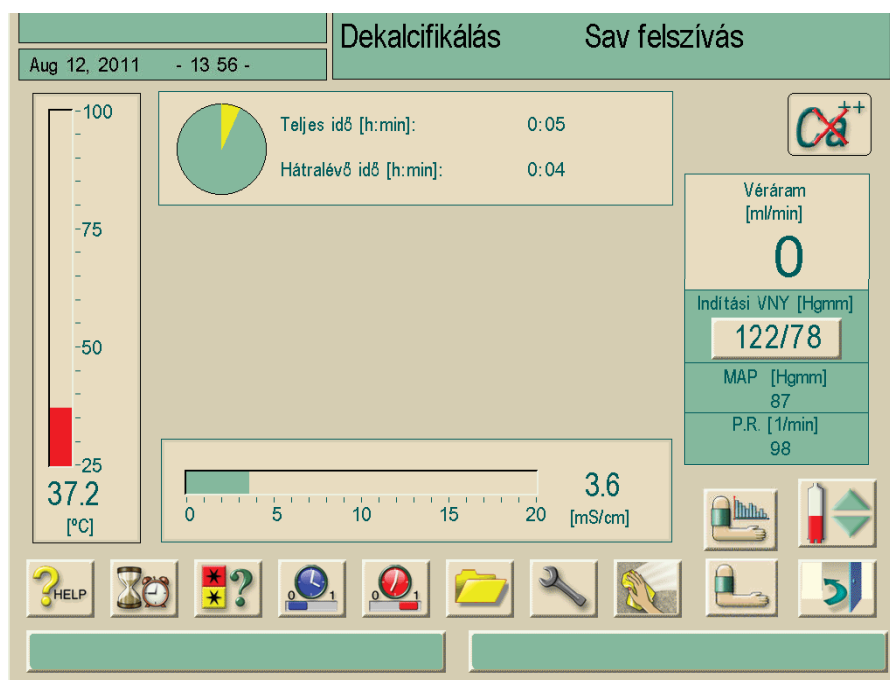 Dekalcifikálás Sav felszívás
Aug 12, 2011 - 13 56 -
100
75
50
25
37.2
[ºC]
Teljes idő [h:min]: 0:05
Hátralévő idő [h:min]: 0:04
Ca++
Véráram
[ml/min]
0
Indítási VNY [Hgmm]
122/78
MAP [Hgmm]
87
P.R. [1/min]
98
0 5 10 15 20
3.6
[mS/cm]
?HELP
* * ?
0 1
0 1